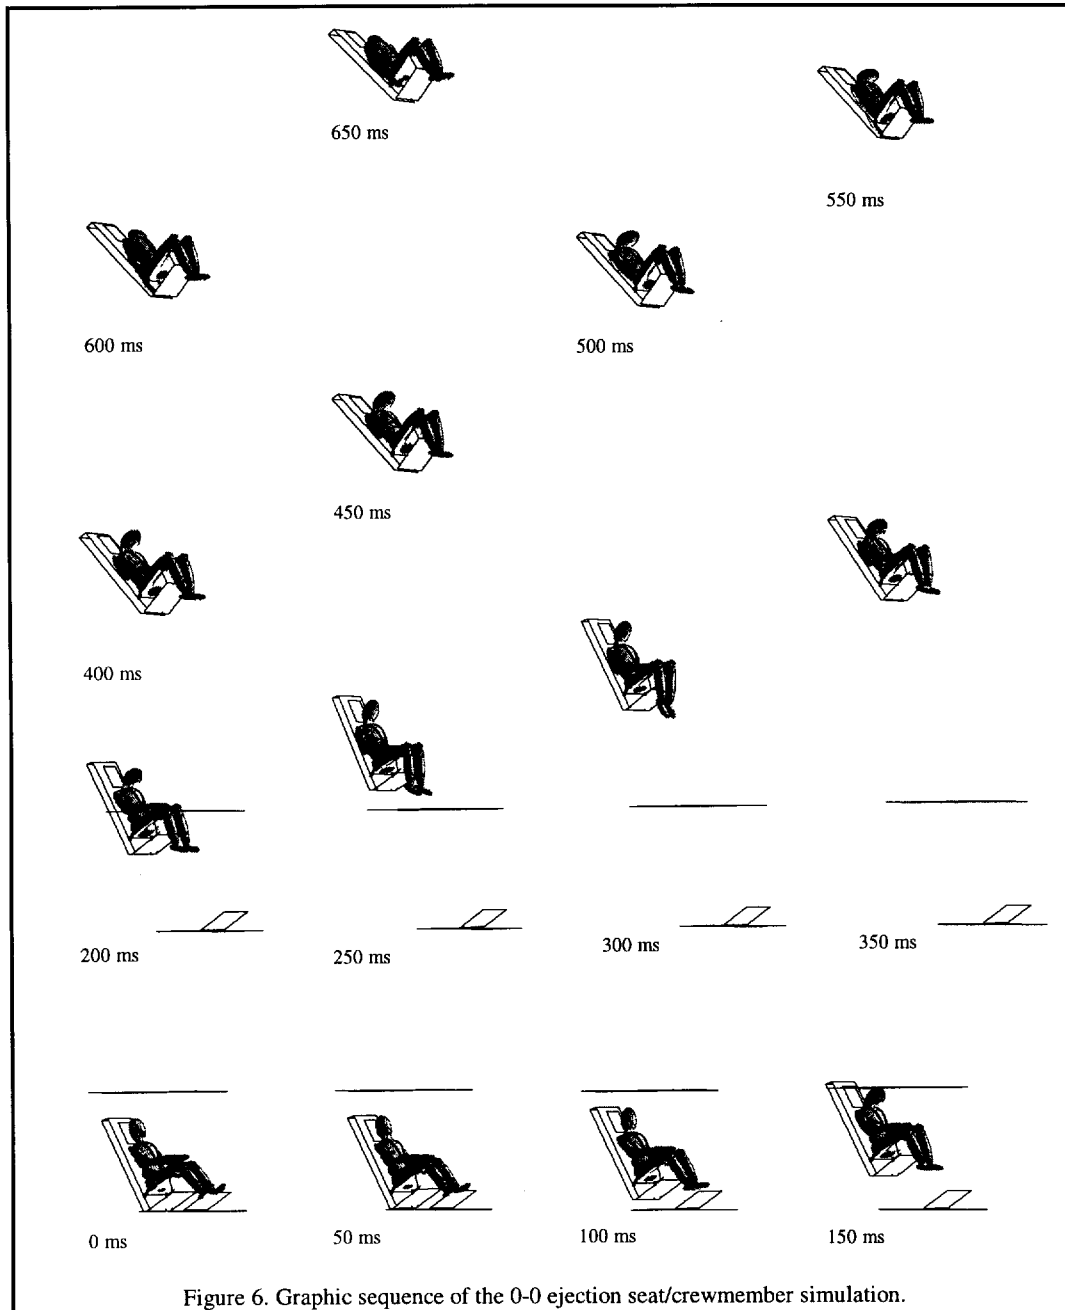 650 ms
550 ms
600 ms
500 ms
450 ms
400 ms
200 ms
250 ms
300 ms
350 ms
0 ms
50 ms
100 ms
150 ms
Figure 6. Graphic sequence of the 0-0 ejection seat/crewmember simulation.